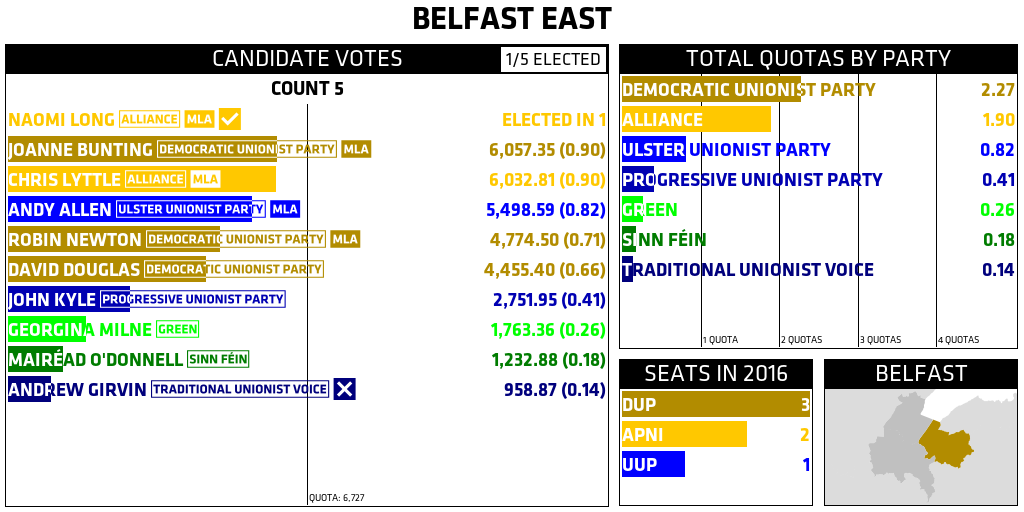 BELFAST EAST
CANDIDATE VOTES
1/5 ELECTED
COUNT 5
NAOMI LONG ALLIANCE MLA ELECTED IN 1
JOANNE BUNTING DEMOCRATIC UNIONIST PARTY MLA 6,057.35 (0.90)
CHRIS LYTTLE ALLIANCE MLA 6,032.81 (0.90)
ANDY ALLEN ULSTER UNIONIST PARTY MLA 5,498.59 (0.82)
ROBIN NEWTON DEMOCRATIC UNIONIST PARTY MLA 4,774.50 (0.71)
DAVID DOUGLAS DEMOCRATIC UNIONIST PARTY 4,455.40 (0.66)
JOHN KYLE PROGRESSIVE UNIONIST PARTY 2,751.95 (0.41)
GEORGINA MILNE GREEN 1,763.36 (0.26)
MAIRÉAD O'DONNELL SINN FÉIN 1,232.88 (0.18)
ANDREW GIRVIN TRADITIONAL UNIONIST VOICE 958.87 (0.14)
QUOTA: 6,727
TOTAL QUOTAS BY PARTY
DEMOCRATIC UNIONIST PARTY 2.27
ALLIANCE 1.90
ULSTER UNIONIST PARTY 0.82
PROGRESSIVE UNIONIST PARTY 0.41
GREEN 0.26
SINN FÉIN 0.18
TRADITIONAL UNIONIST VOICE 0.14
1 QUOTA 2 QUOTAS 3 QUOTAS 4 QUOTAS
SEATS IN 2016
DUP 3
APNI 2
UUP 1
BELFAST